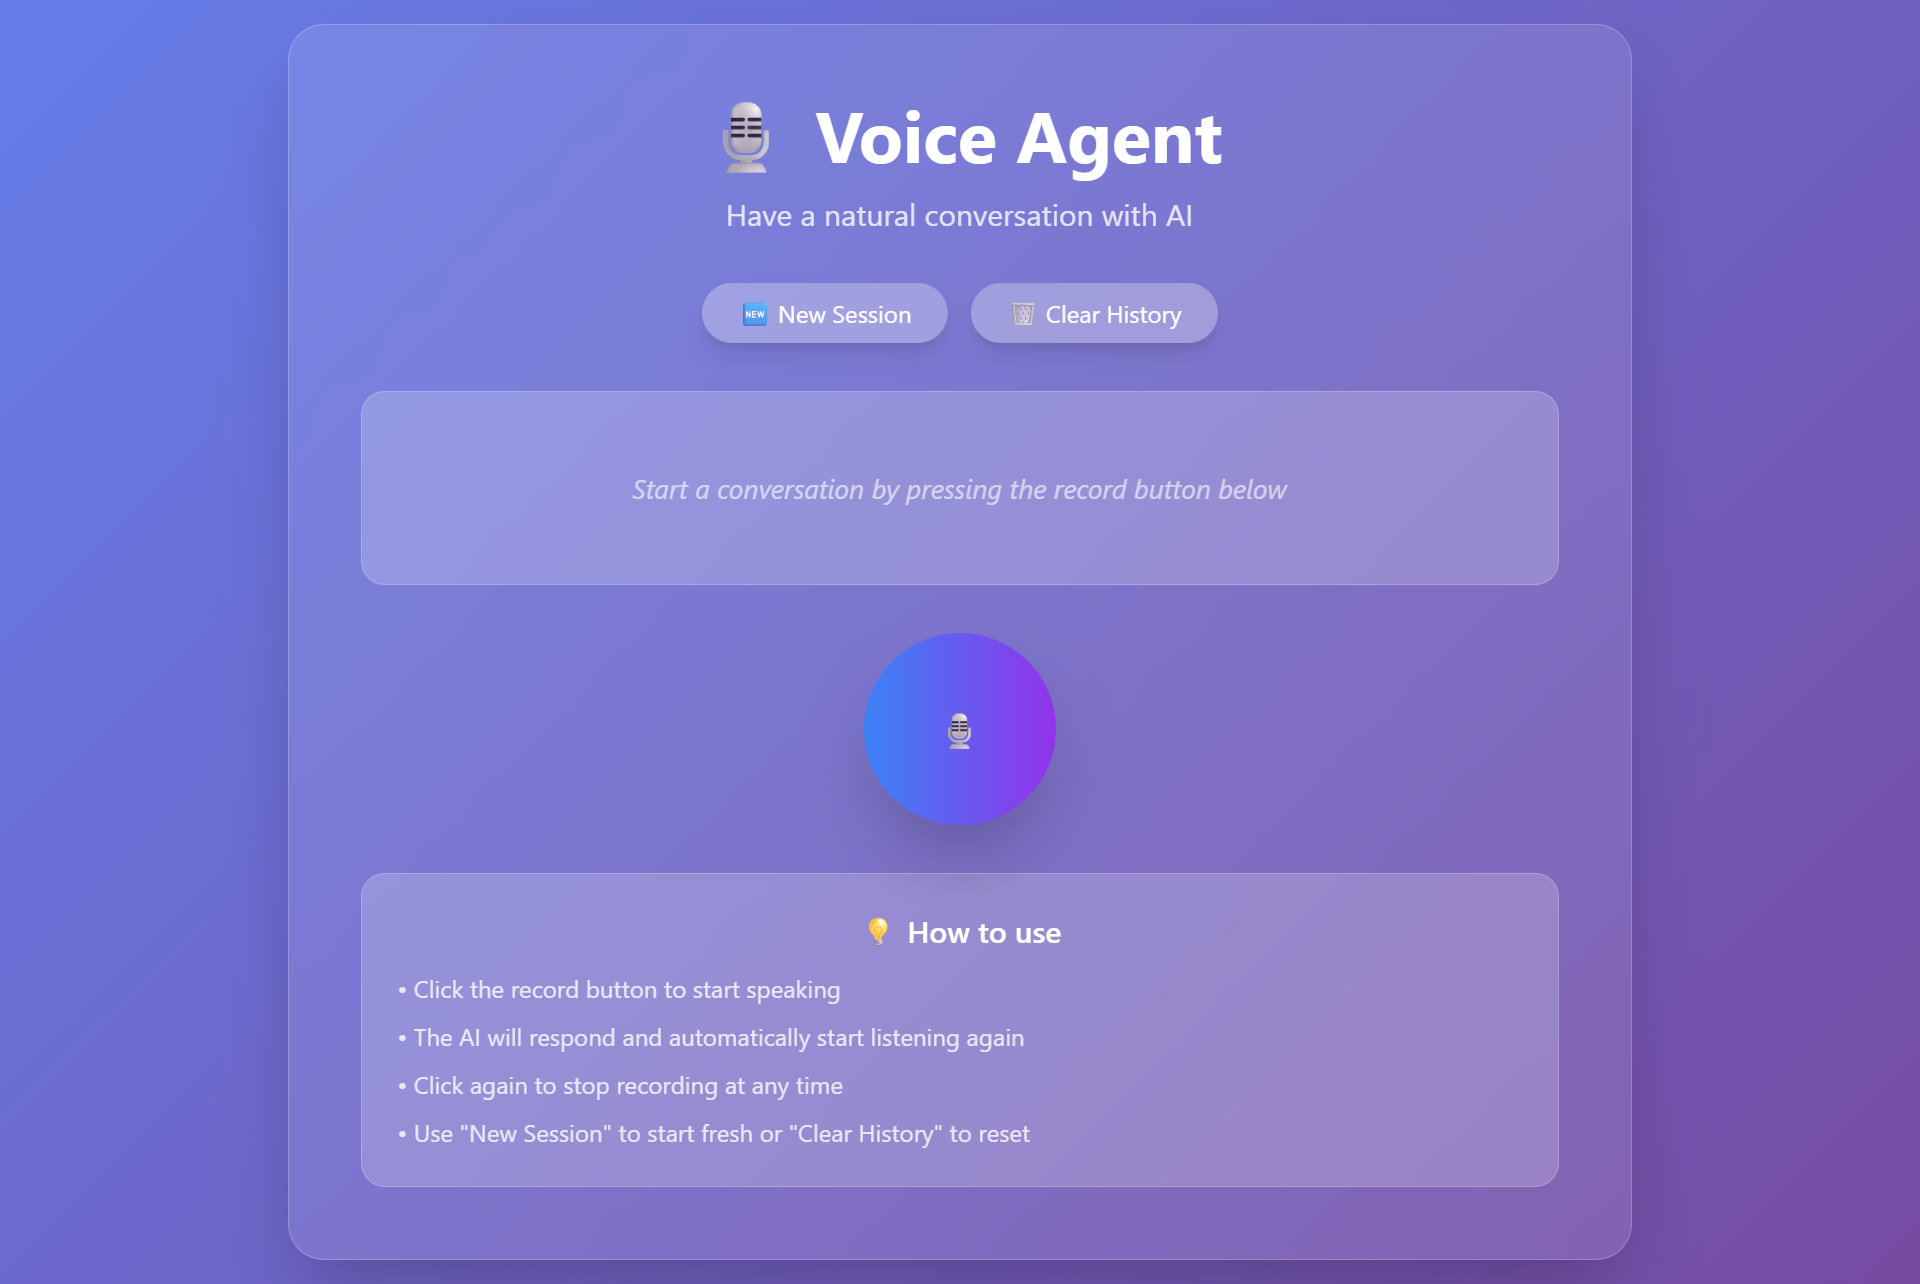 Voice Agent
Have a natural conversation with AI
NEW New Session
Clear History
Start a conversation by pressing the record button below
How to use
• Click the record button to start speaking
• The AI will respond and automatically start listening again
• Click again to stop recording at any time
• Use "New Session" to start fresh or "Clear History" to reset